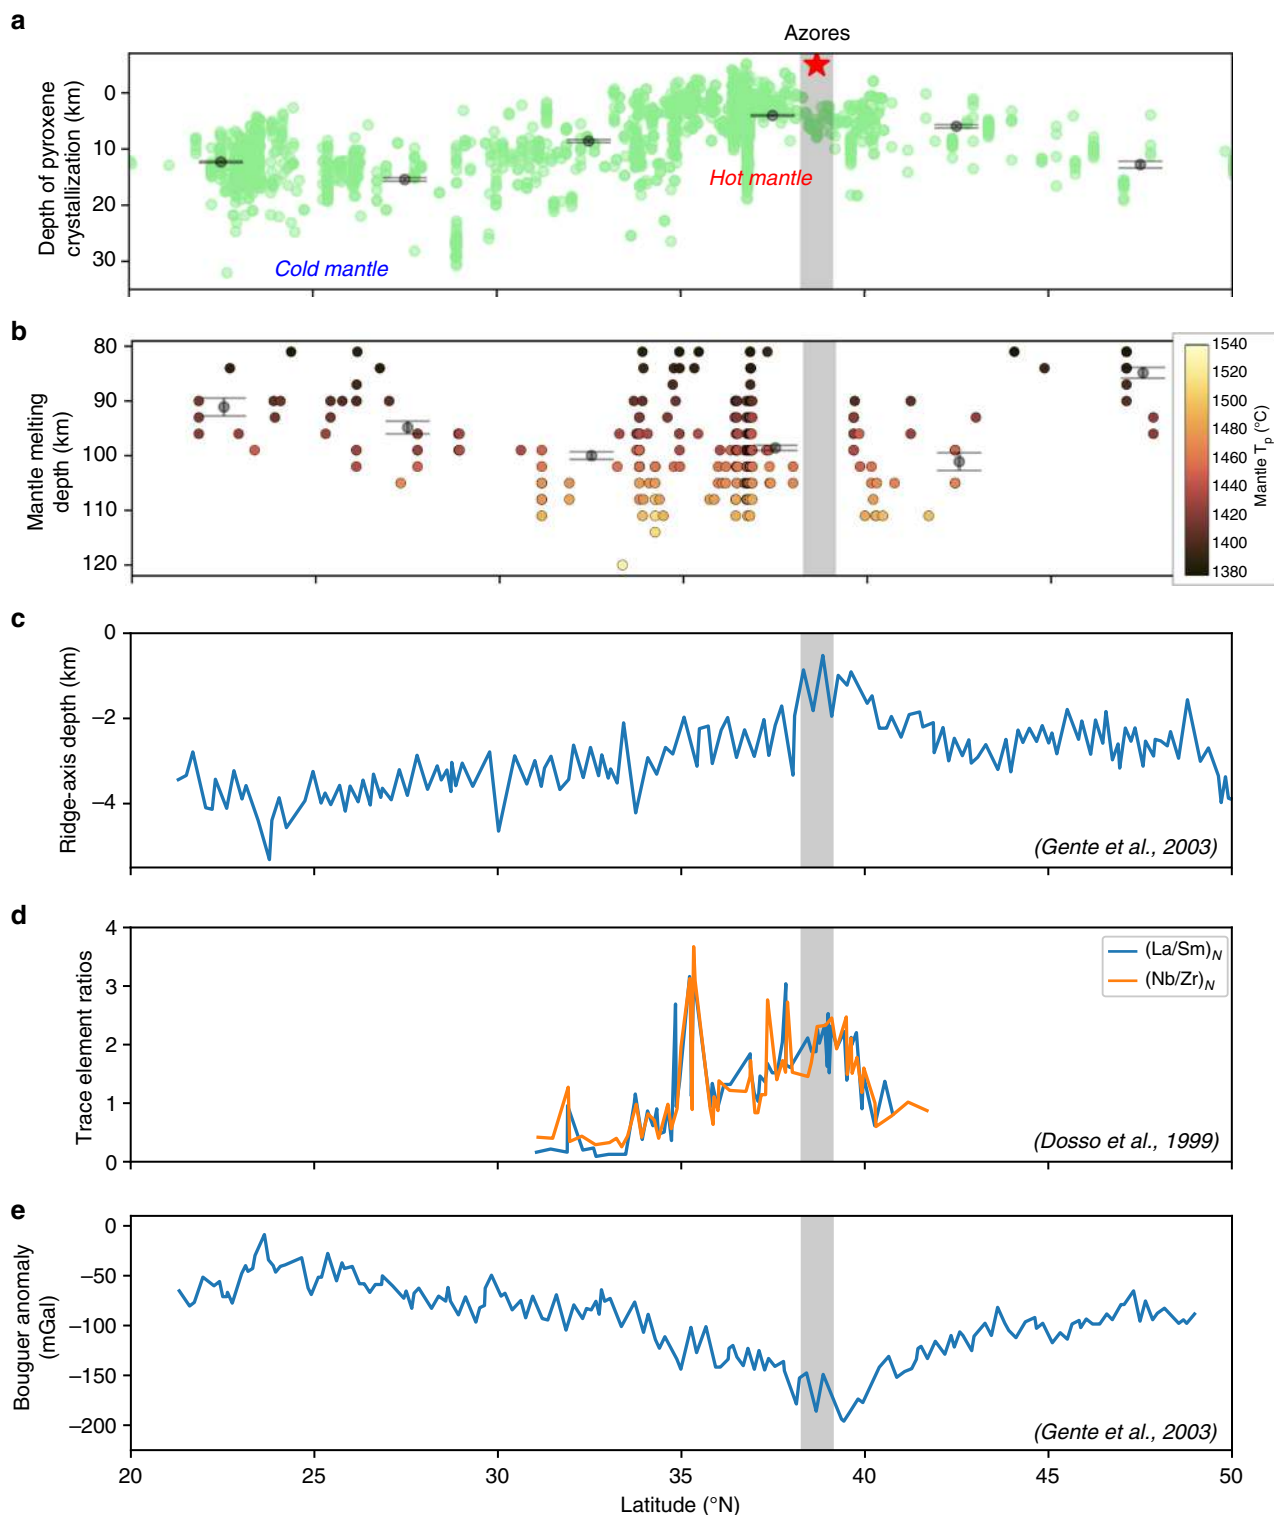 a
Azores
Depth of pyroxene
crystallization (km)
0
10
20
30
Hot mantle
Cold mantle
b
Mantle melting
depth (km)
80
90
100
110
120
1540
1520
1500
1480
1460
1440
1420
1400
1380
Mantle Tp (°C)
c
Ridge-axis depth (km)
0
−2
−4
(Gente et al., 2003)
d
Trace element ratios
4
3
2
1
0
(La/Sm)N
(Nb/Zr)N
(Dosso et al., 1999)
e
Bouguer anomaly
(mGal)
0
−50
−100
−150
−200
(Gente et al., 2003)
20 25 30 35 40 45 50
Latitude (°N)